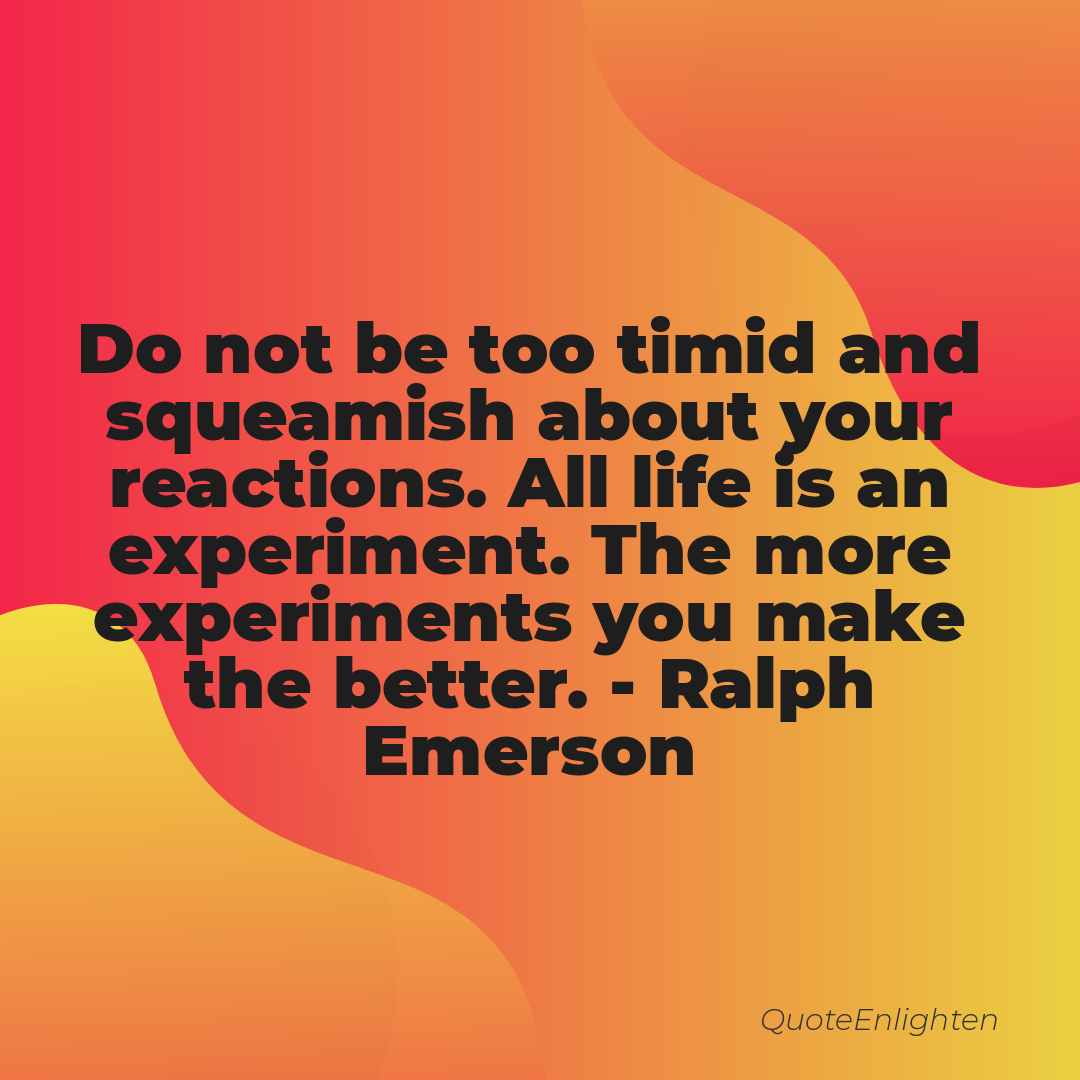 Do not be too timid and
squeamish about your
reactions. All life is an
experiment. The more
experiments you make
the better. - Ralph
Emerson
QuoteEnlighten